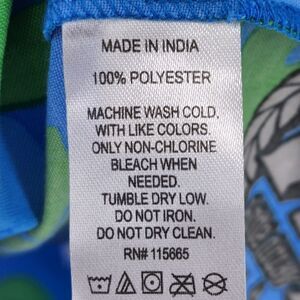 MADE IN INDIA
100% POLYESTER
MACHINE WASH COLD,
WITH LIKE COLORS.
ONLY NON-CHLORINE
BLEACH WHEN
NEEDED.
TUMBLE DRY LOW.
DO NOT IRON.
DO NOT DRY CLEAN.
RN# 115665